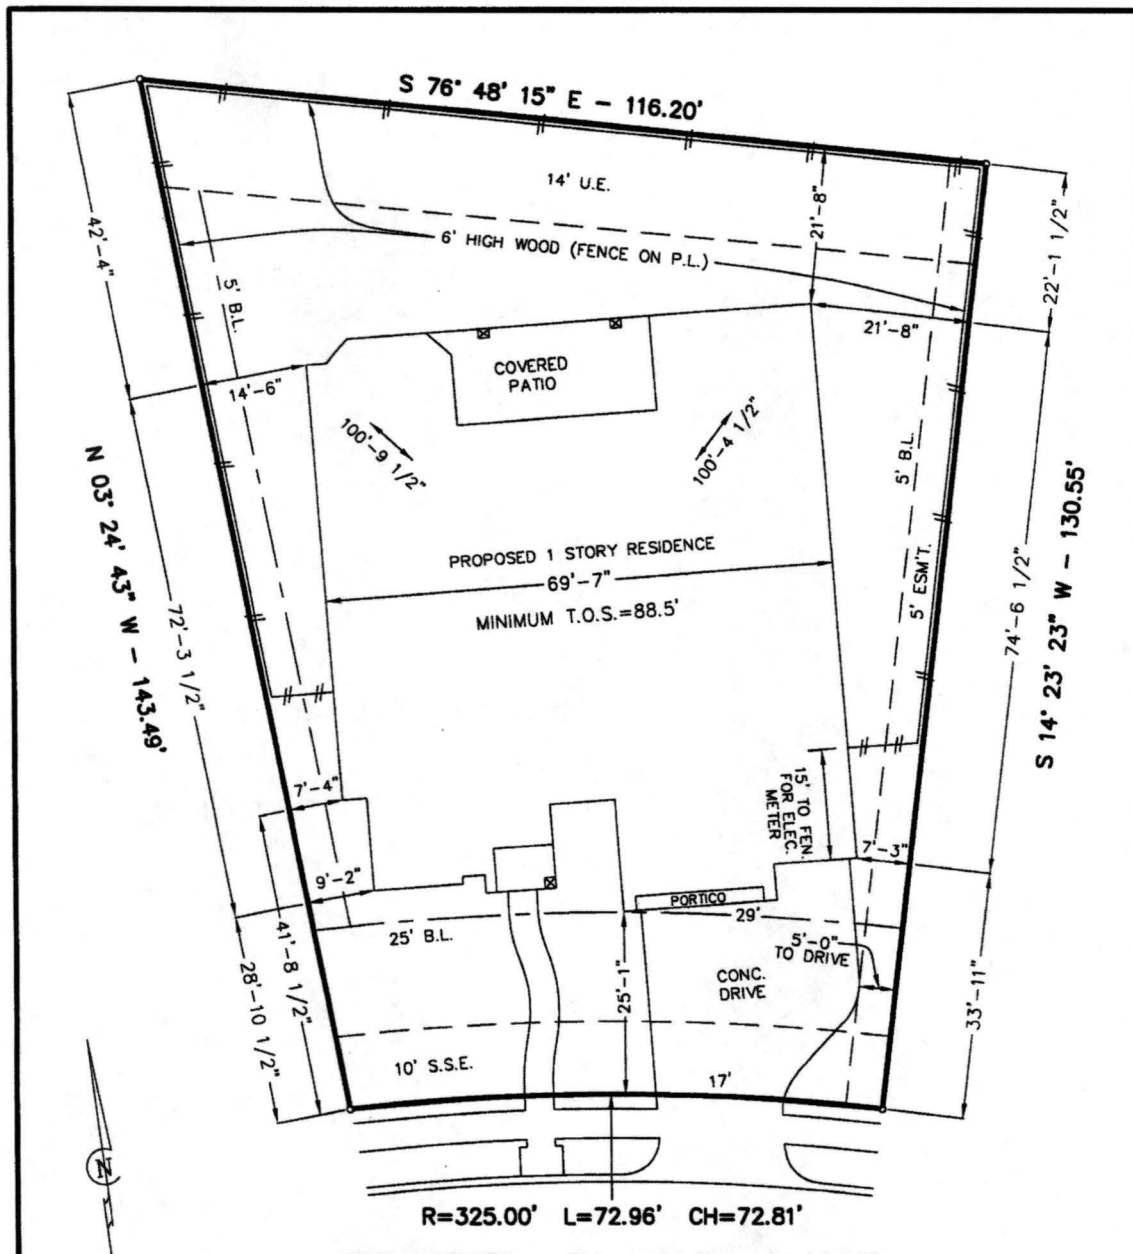 S 76° 48' 15" E - 116.20'
14' U.E.
21'-8"
42'-4"
6' HIGH WOOD (FENCE ON P.L.)
22'-1 1/2"
5' B.L.
21'-8"
14'-6"
COVERED
PATIO
100'-9 1/2"
100'-4 1/2"
5' B.L.
N 03° 24' 43" W - 143.49'
S 14° 23' 23" W - 130.55'
PROPOSED 1 STORY RESIDENCE
69'-7"
MINIMUM T.O.S.=88.5'
5' ESM'T.
74'-6 1/2"
72'-3 1/2"
7'-4"
15' TO FEN.
FOR ELEC.
METER
7'-3"
9'-2"
PORTICO
29'
25' B.L.
5'-0"
TO DRIVE
41'-8 1/2"
28'-10 1/2"
25'-1"
CONC.
DRIVE
33'-11"
10' S.S.E.
17'
N
R=325.00' L=72.96' CH=72.81'